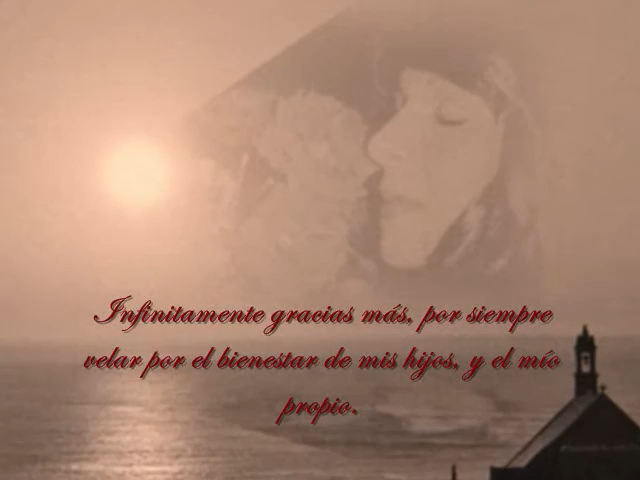 Infinitamente gracias más, por siempre
velar por el bienestar de mis hijos, y el mío
propio.